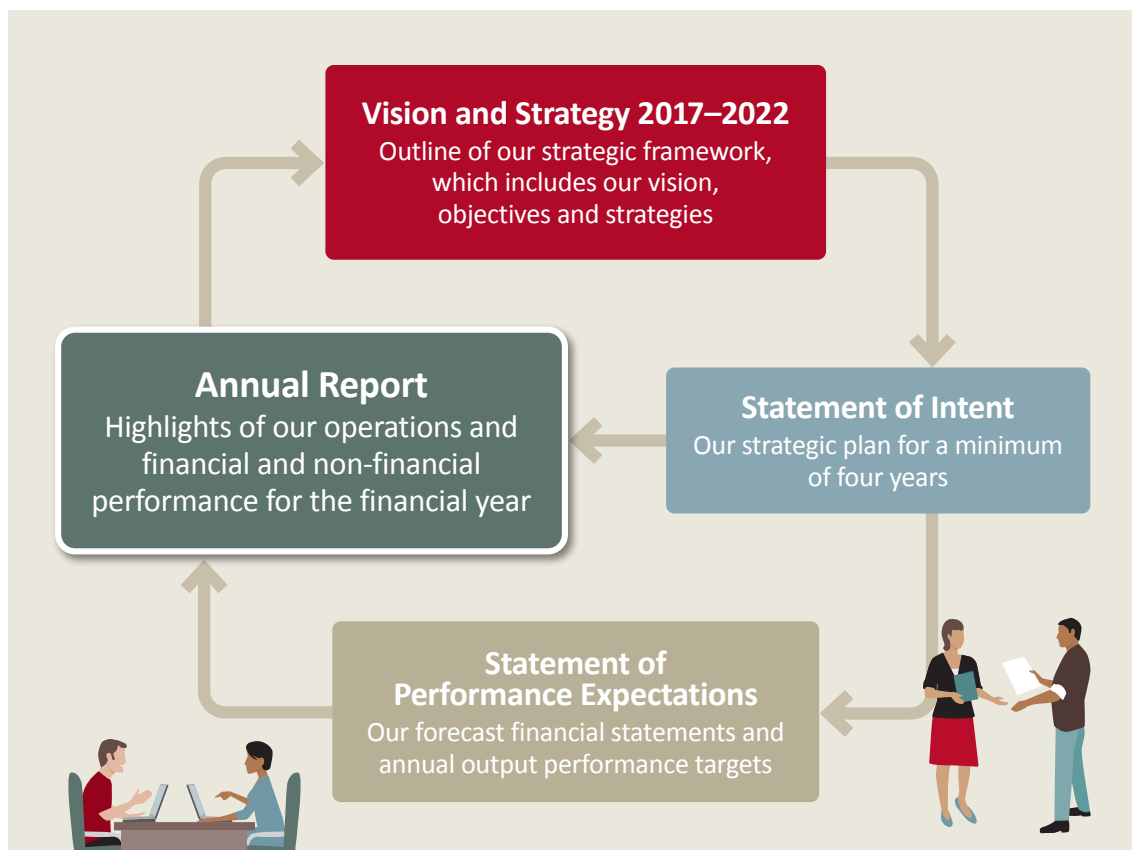 Vision and Strategy 2017–2022
Outline of our strategic framework,
which includes our vision,
objectives and strategies
Annual Report
Highlights of our operations and
financial and non-financial
performance for the financial year
Statement of Intent
Our strategic plan for a minimum
of four years
Statement of
Performance Expectations
Our forecast financial statements and
annual output performance targets